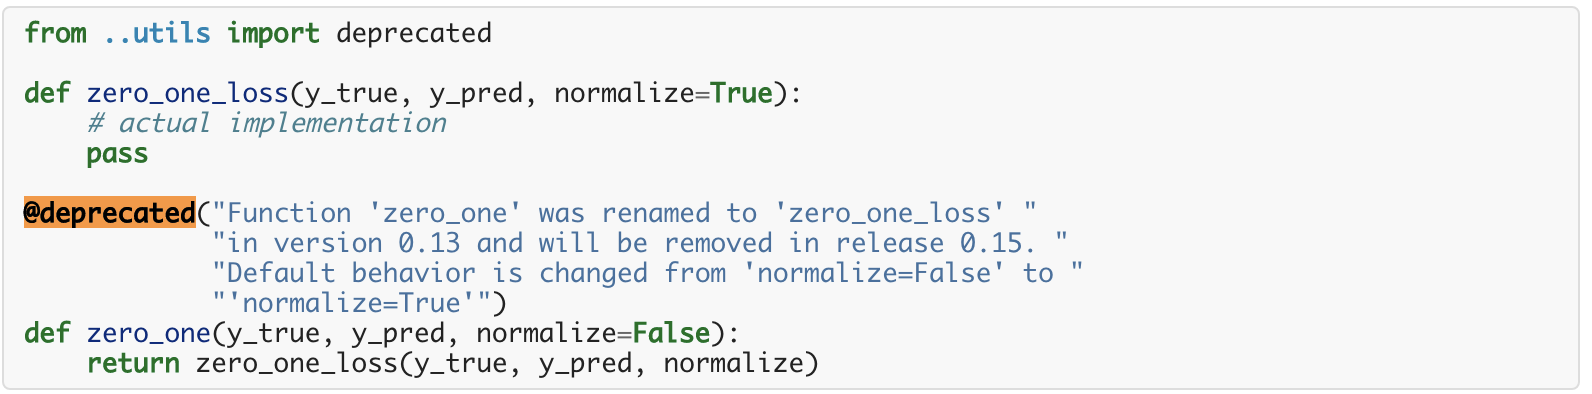 from ..utils import deprecated
def zero_one_loss(y_true, y_pred, normalize=True):
    # actual implementation
    pass
@deprecated("Function 'zero_one' was renamed to 'zero_one_loss' "
            "in version 0.13 and will be removed in release 0.15. "
            "Default behavior is changed from 'normalize=False' to "
            "'normalize=True'")
def zero_one(y_true, y_pred, normalize=False):
    return zero_one_loss(y_true, y_pred, normalize)